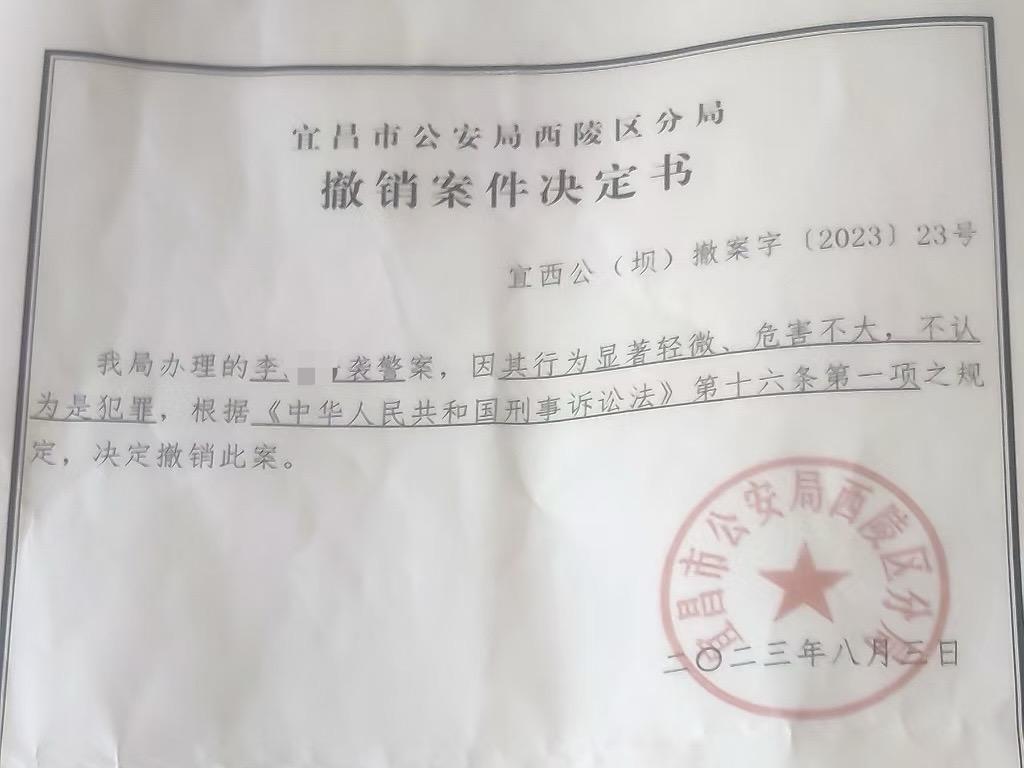 宜昌市公安局西陵区分局
撤销案件决定书
宜西公（坝）撤案字〔2023〕23号
我局办理的李 袭警案，因其行为显著轻微、危害不大，不认
为是犯罪，根据《中华人民共和国刑事诉讼法》第十六条第一项之规
定，决定撤销此案。
宜昌市公安局西陵区分局
二〇二三年八月三日